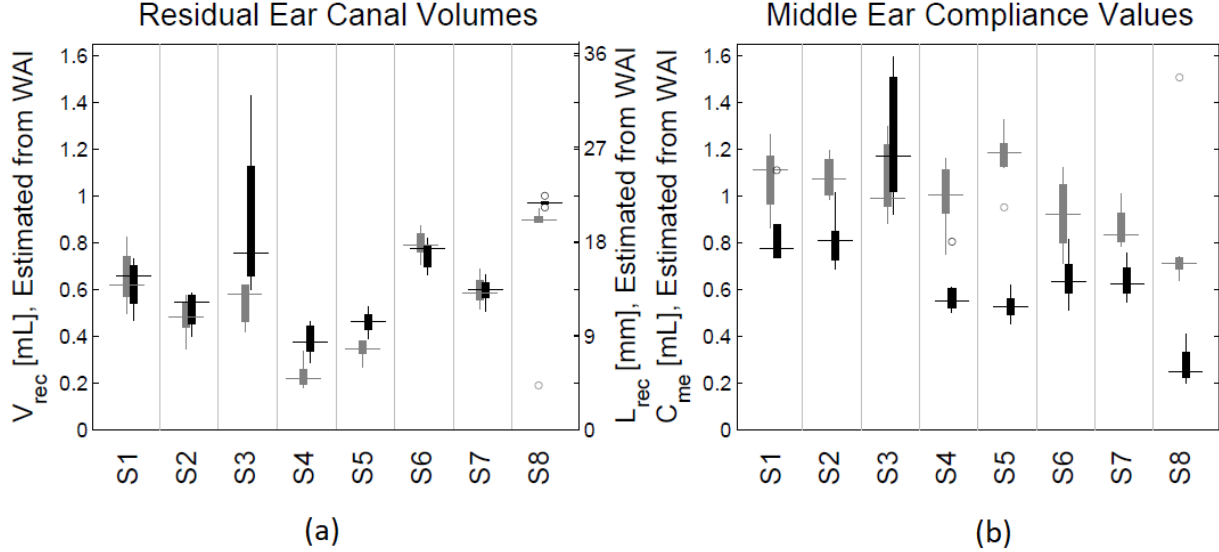 Residual Ear Canal Volumes
V_rec [mL], Estimated from WAI
1.6
1.4
1.2
1
0.8
0.6
0.4
0.2
0
36
27
18
9
0
L_rec [mm], Estimated from WAI
S1 S2 S3 S4 S5 S6 S7 S8
(a)
Middle Ear Compliance Values
C_me [mL], Estimated from WAI
1.6
1.4
1.2
1
0.8
0.6
0.4
0.2
0
S1 S2 S3 S4 S5 S6 S7 S8
(b)